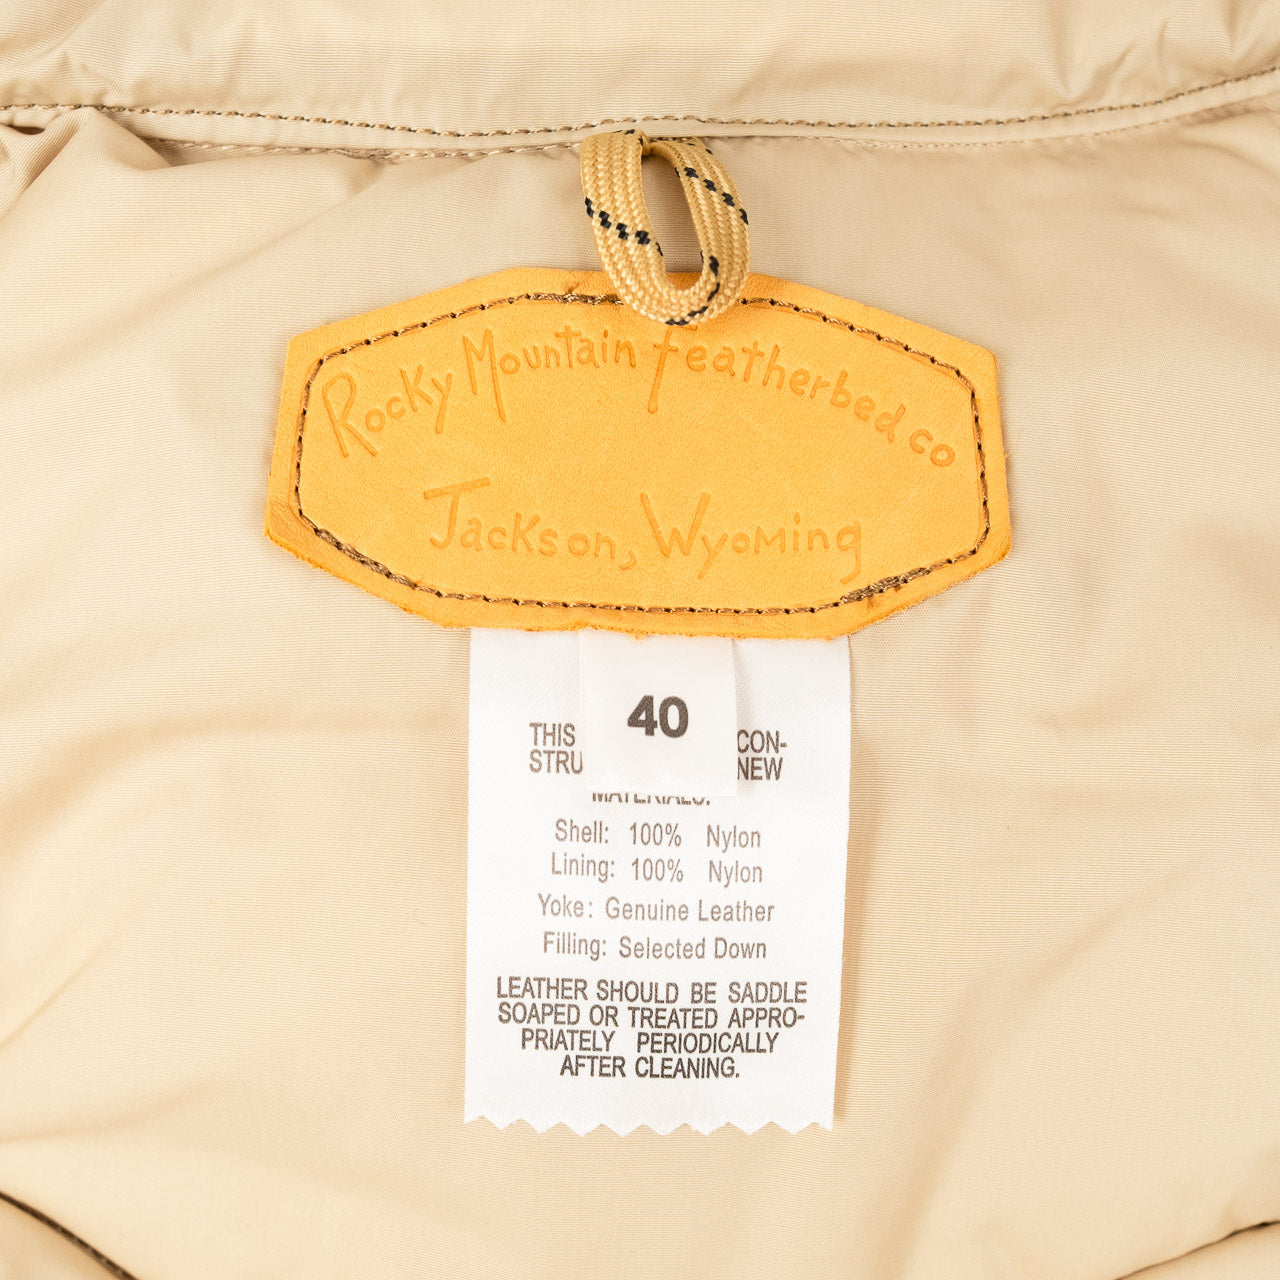 Rocky Mountain Featherbed co
Jackson, Wyoming
40
THIS CON-
STRU NEW
MATERIALS.
Shell: 100% Nylon
Lining: 100% Nylon
Yoke: Genuine Leather
Filling: Selected Down
LEATHER SHOULD BE SADDLE
SOAPED OR TREATED APPRO-
PRIATELY PERIODICALLY
AFTER CLEANING.